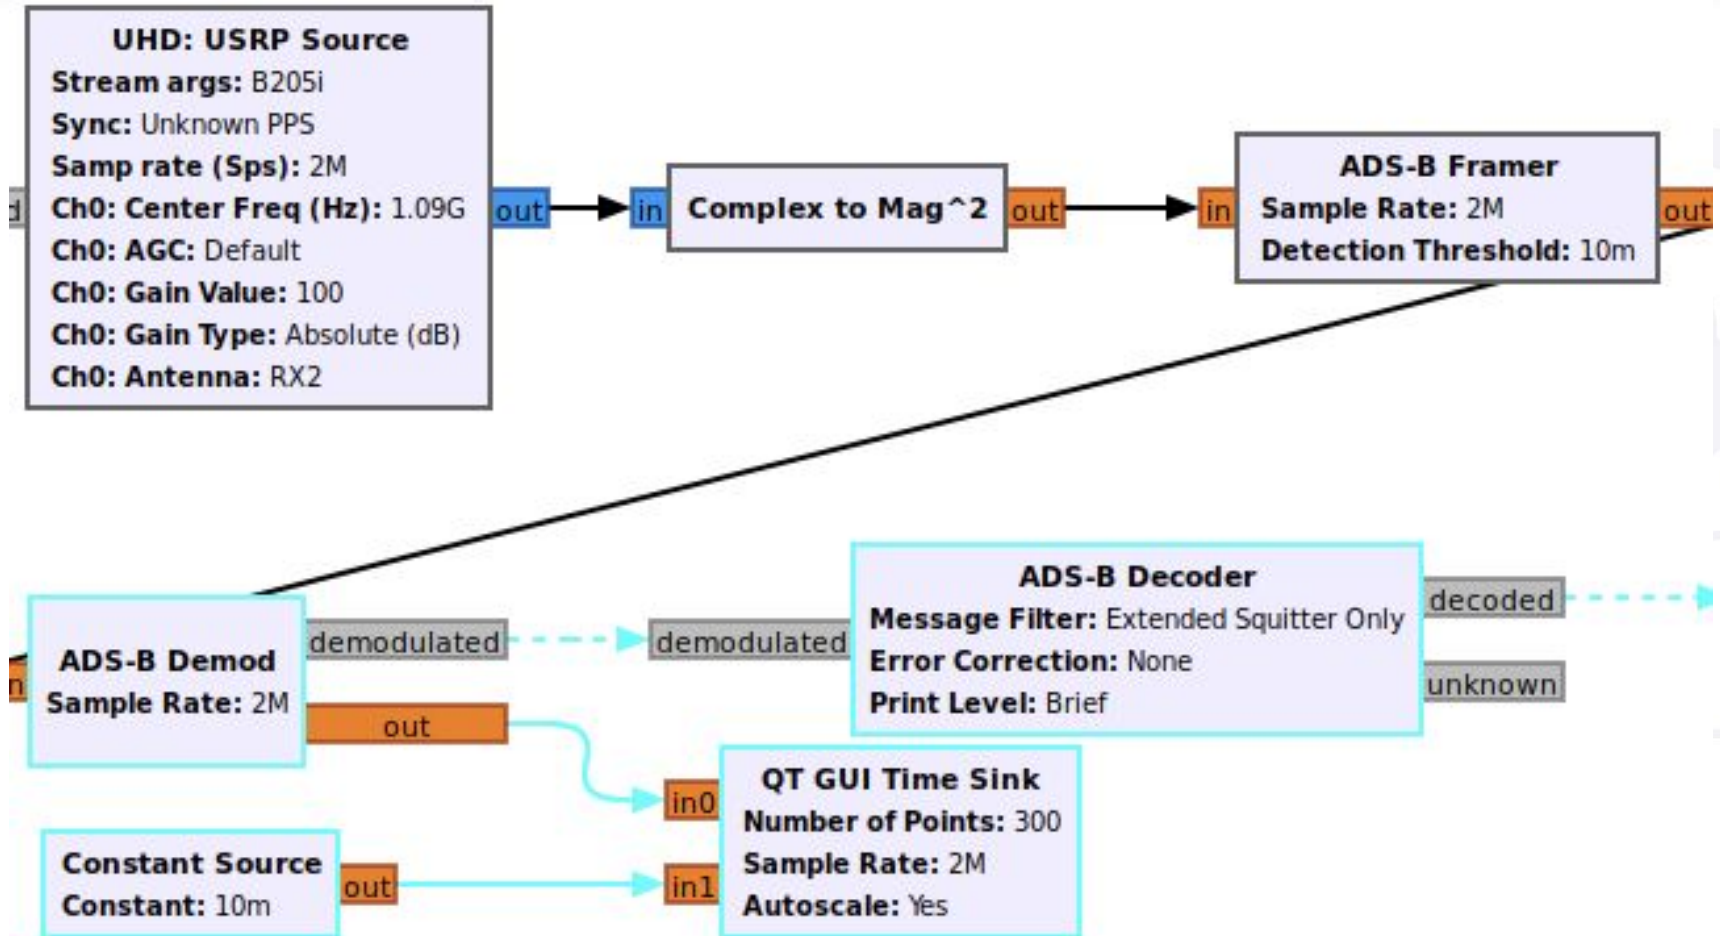 UHD: USRP Source
Stream args: B205i
Sync: Unknown PPS
Samp rate (Sps): 2M
Ch0: Center Freq (Hz): 1.09G
Ch0: AGC: Default
Ch0: Gain Value: 100
Ch0: Gain Type: Absolute (dB)
Ch0: Antenna: RX2
out
in
Complex to Mag^2
out
in
ADS-B Framer
Sample Rate: 2M
Detection Threshold: 10m
out
ADS-B Demod
Sample Rate: 2M
demodulated
out
demodulated
ADS-B Decoder
Message Filter: Extended Squitter Only
Error Correction: None
Print Level: Brief
decoded
unknown
Constant Source
Constant: 10m
out
in0
in1
QT GUI Time Sink
Number of Points: 300
Sample Rate: 2M
Autoscale: Yes